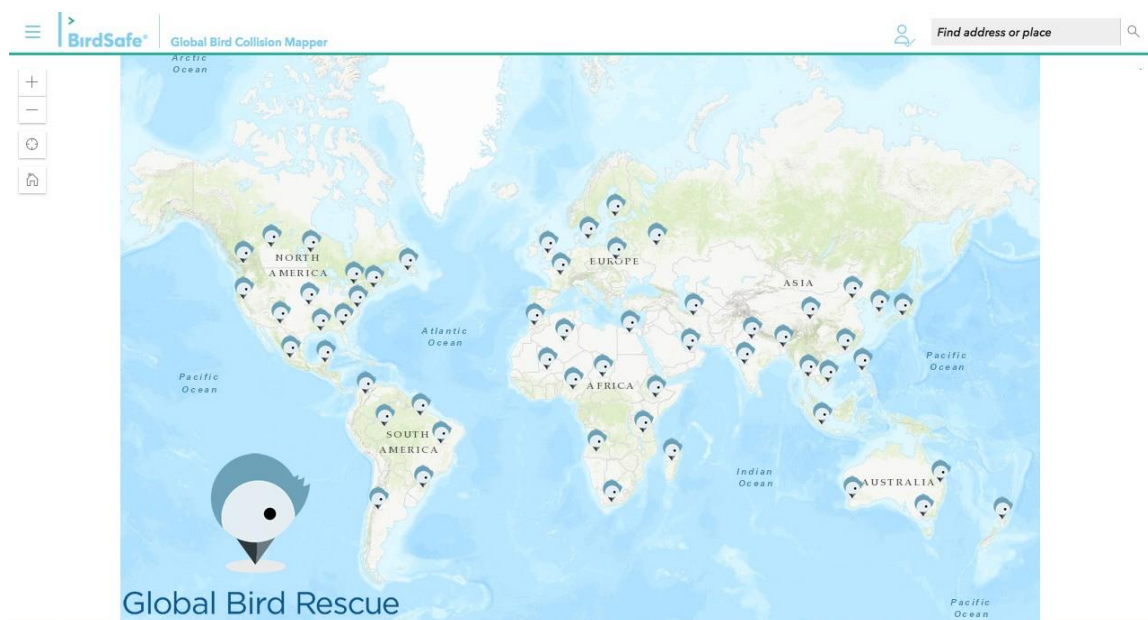 BirdSafe®
Global Bird Collision Mapper
Find address or place
Arctic
Ocean
NORTH
AMERICA
EUROPE
ASIA
Atlantic
Ocean
Pacific
Ocean
Pacific
Ocean
AFRICA
SOUTH
AMERICA
Indian
Ocean
AUSTRALIA
Global Bird Rescue
Pacific
Ocean